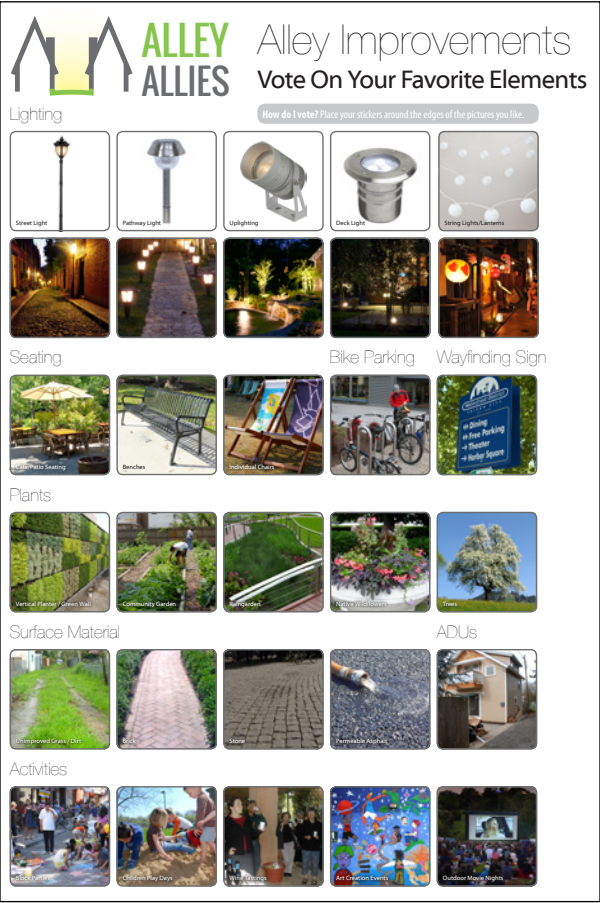 ALLEY
ALLIES
Alley Improvements
Vote On Your Favorite Elements
How do I vote? Place your stickers around the edges of the pictures you like.
Lighting
Street Light
Pathway Light
Uplighting
Deck Light
String Lights/Lanterns
Seating
Bike Parking
Wayfinding Sign
Cafe/Patio Seating
Benches
Individual Chairs
Dining
Free Parking
Theater
Harbor Square
Plants
Vertical Planter / Green Wall
Community Garden
Raingarden
Native Wildflowers
Trees
Surface Material
ADUs
Unimproved Grass / Dirt
Brick
Stone
Permeable Asphalt
Activities
Block Parties
Children Play Days
Wine Tastings
Art Creation Events
Outdoor Movie Nights